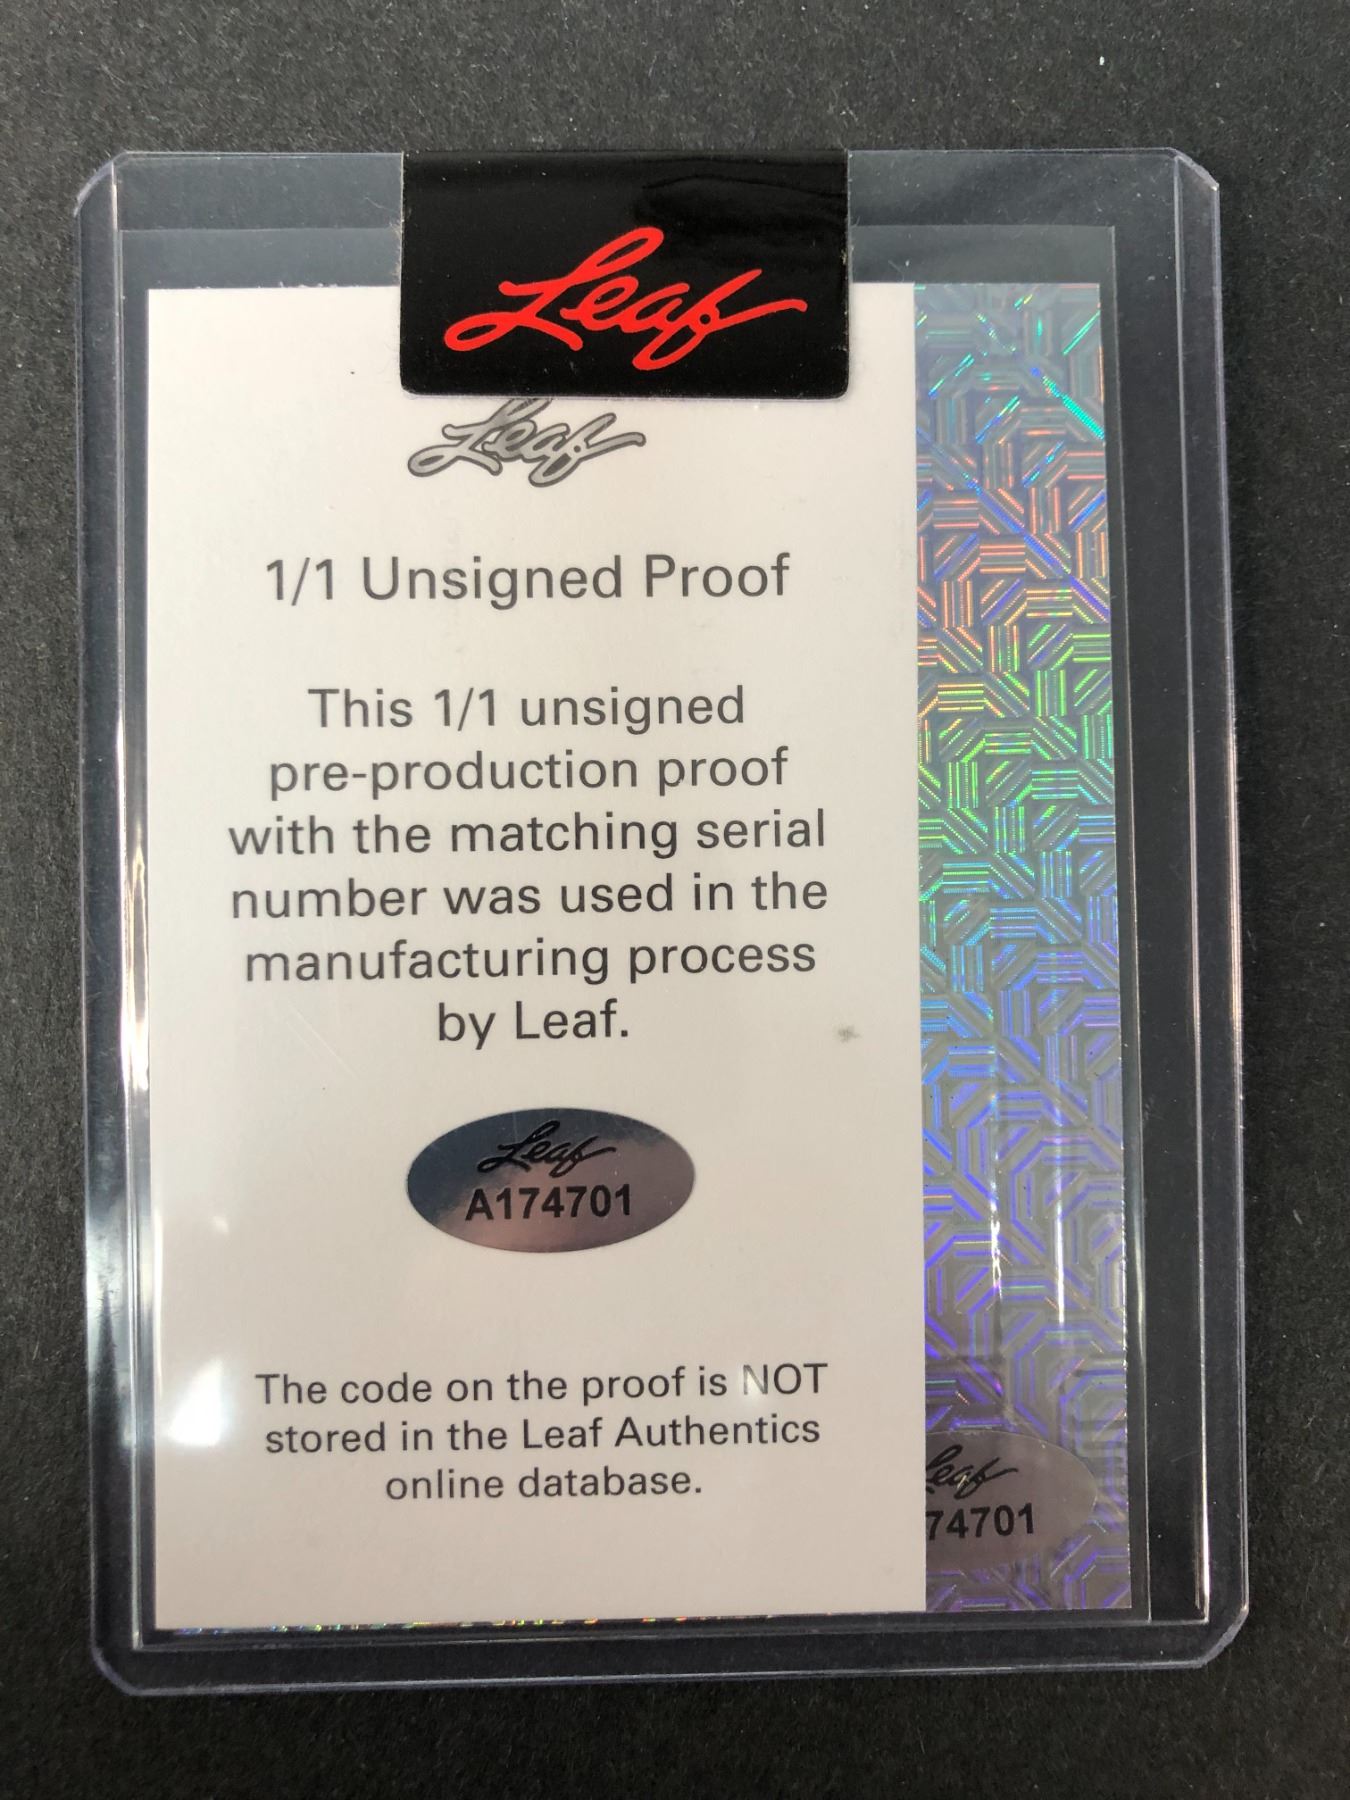 Leaf
Leaf
1/1 Unsigned Proof
This 1/1 unsigned
pre-production proof
with the matching serial
number was used in the
manufacturing process
by Leaf.
Leaf
A174701
The code on the proof is NOT
stored in the Leaf Authentics
online database.
Leaf
74701